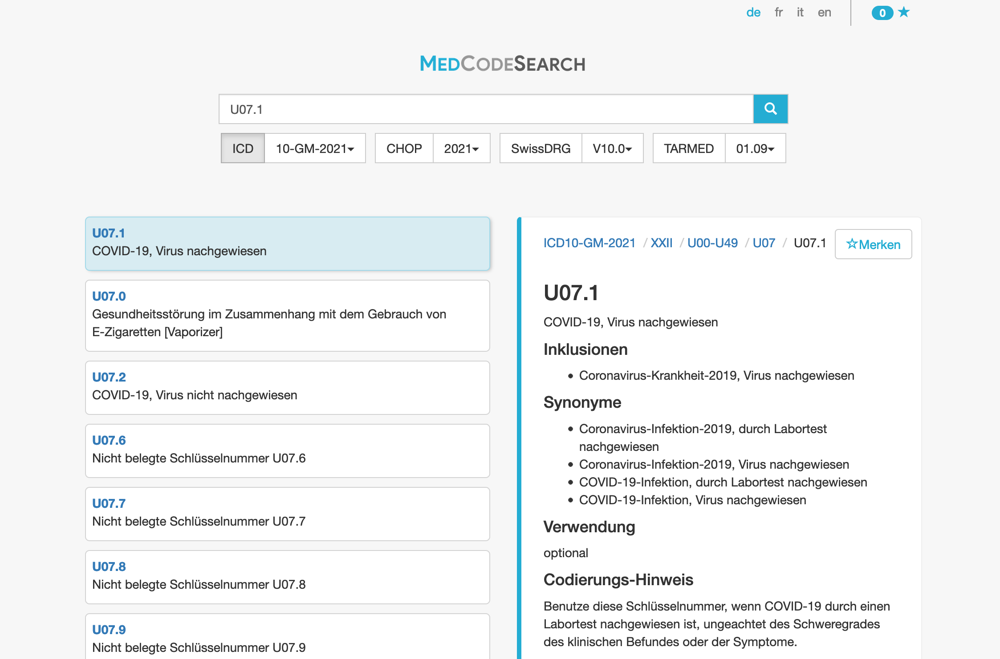 de fr it en 0
MEDCODESEARCH
U07.1
ICD 10-GM-2021 CHOP 2021 SwissDRG V10.0 TARMED 01.09
U07.1
COVID-19, Virus nachgewiesen
U07.0
Gesundheitsstörung im Zusammenhang mit dem Gebrauch von
E-Zigaretten [Vaporizer]
U07.2
COVID-19, Virus nicht nachgewiesen
U07.6
Nicht belegte Schlüsselnummer U07.6
U07.7
Nicht belegte Schlüsselnummer U07.7
U07.8
Nicht belegte Schlüsselnummer U07.8
U07.9
Nicht belegte Schlüsselnummer U07.9
ICD10-GM-2021 / XXII / U00-U49 / U07 / U07.1
Merken
U07.1
COVID-19, Virus nachgewiesen
Inklusionen
• Coronavirus-Krankheit-2019, Virus nachgewiesen
Synonyme
• Coronavirus-Infektion-2019, durch Labortest
nachgewiesen
• Coronavirus-Infektion-2019, Virus nachgewiesen
• COVID-19-Infektion, durch Labortest nachgewiesen
• COVID-19-Infektion, Virus nachgewiesen
Verwendung
optional
Codierungs-Hinweis
Benutze diese Schlüsselnummer, wenn COVID-19 durch einen
Labortest nachgewiesen ist, ungeachtet des Schweregrades
des klinischen Befundes oder der Symptome.